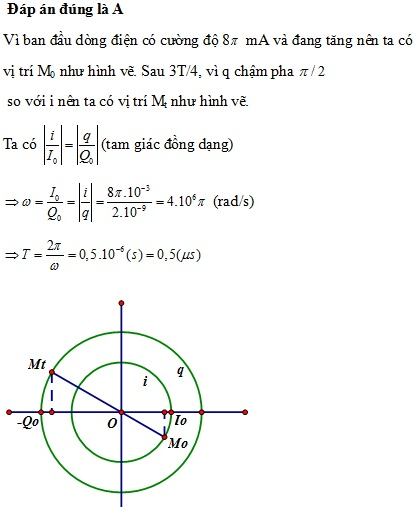 Đáp án đúng là A
Vì ban đầu dòng điện có cường độ 8π mA và đang tăng nên ta có
vị trí M₀ như hình vẽ. Sau 3T/4, vì q chậm pha π/2
so với i nên ta có vị trí Mₜ như hình vẽ.
Ta có |i/I₀| = |q/Q₀| (tam giác đồng dạng)
⇒ ω = I₀/Q₀ = |i/q| = 8π.10⁻³/2.10⁻⁹ = 4.10⁶π (rad/s)
⇒ T = 2π/ω = 0,5.10⁻⁶(s) = 0,5(μs)
Mt
i
q
-Qo
O
Io
Mo